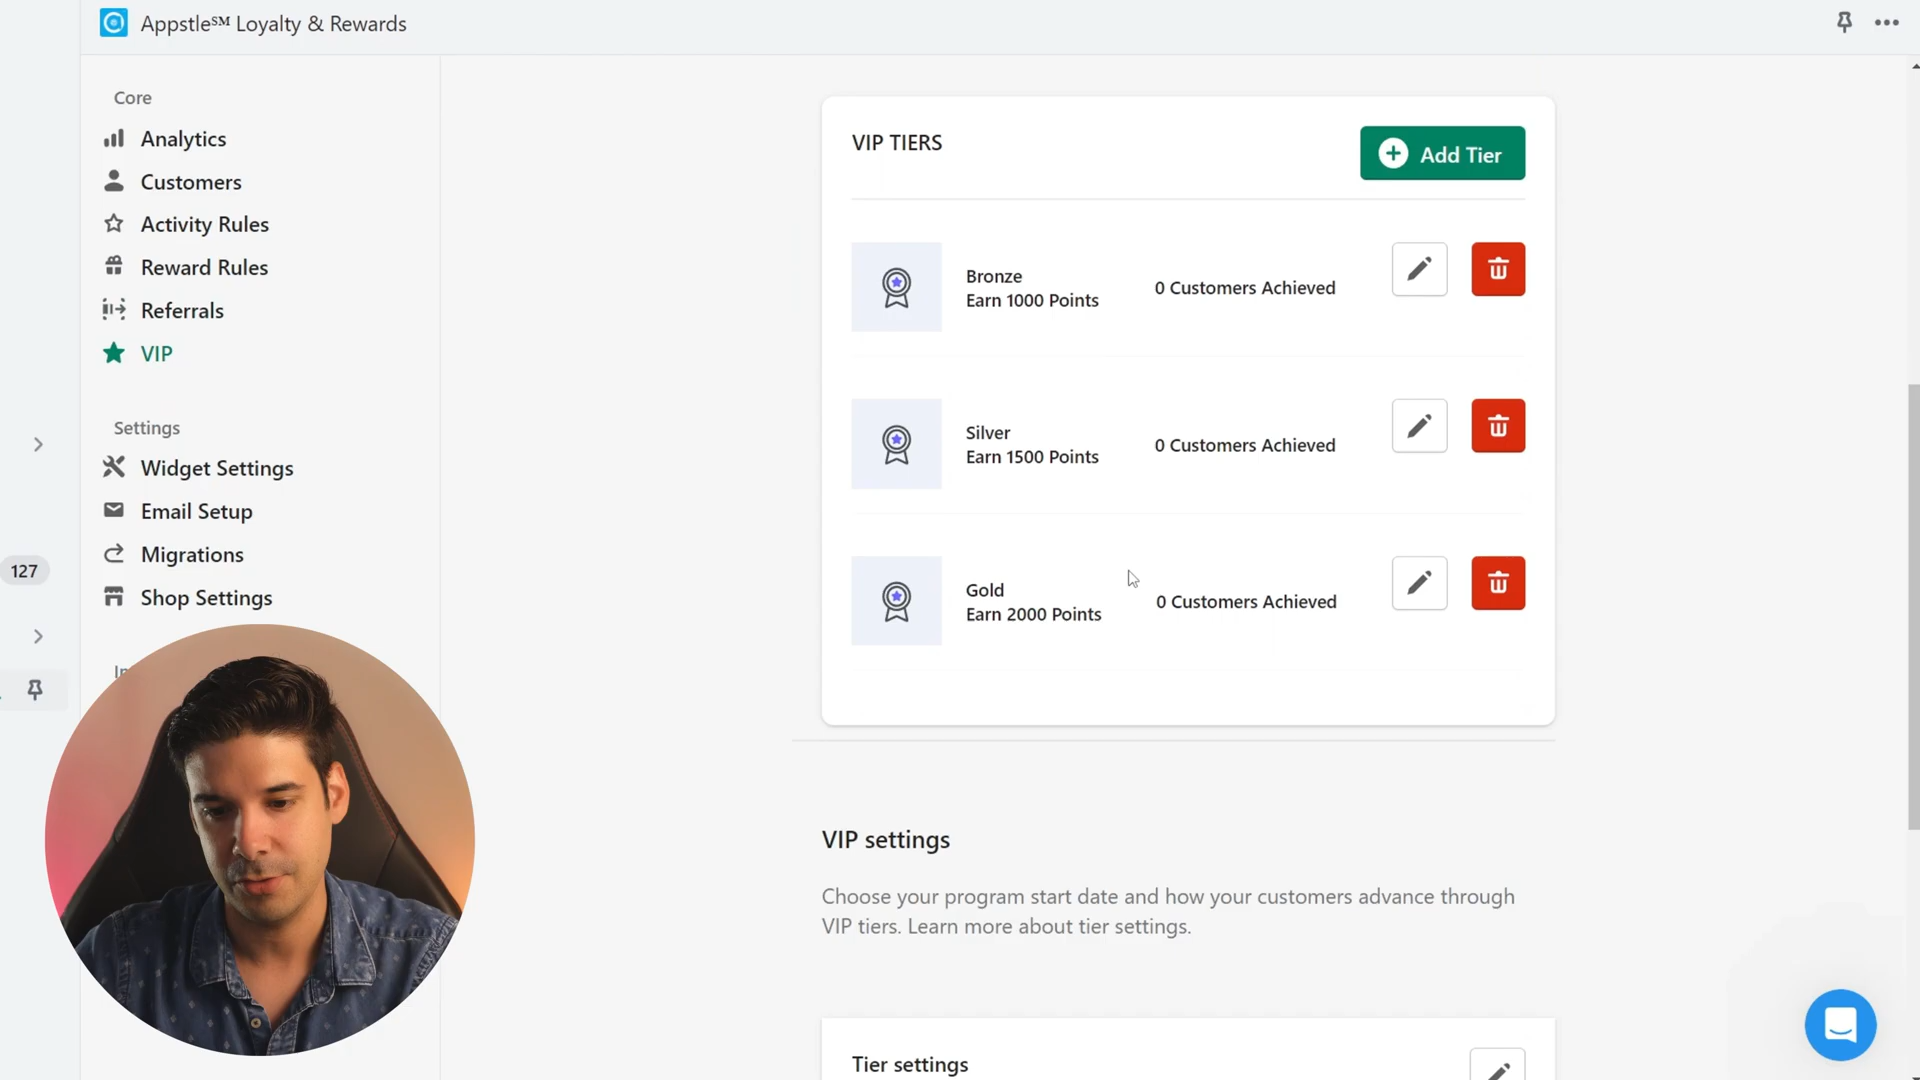 Appstle℠ Loyalty & Rewards
Core
Analytics
Customers
Activity Rules
Reward Rules
Referrals
VIP
Settings
Widget Settings
Email Setup
Migrations
Shop Settings
127
VIP TIERS
Add Tier
Bronze
Earn 1000 Points
0 Customers Achieved
Silver
Earn 1500 Points
0 Customers Achieved
Gold
Earn 2000 Points
0 Customers Achieved
VIP settings
Choose your program start date and how your customers advance through
VIP tiers. Learn more about tier settings.
Tier settings